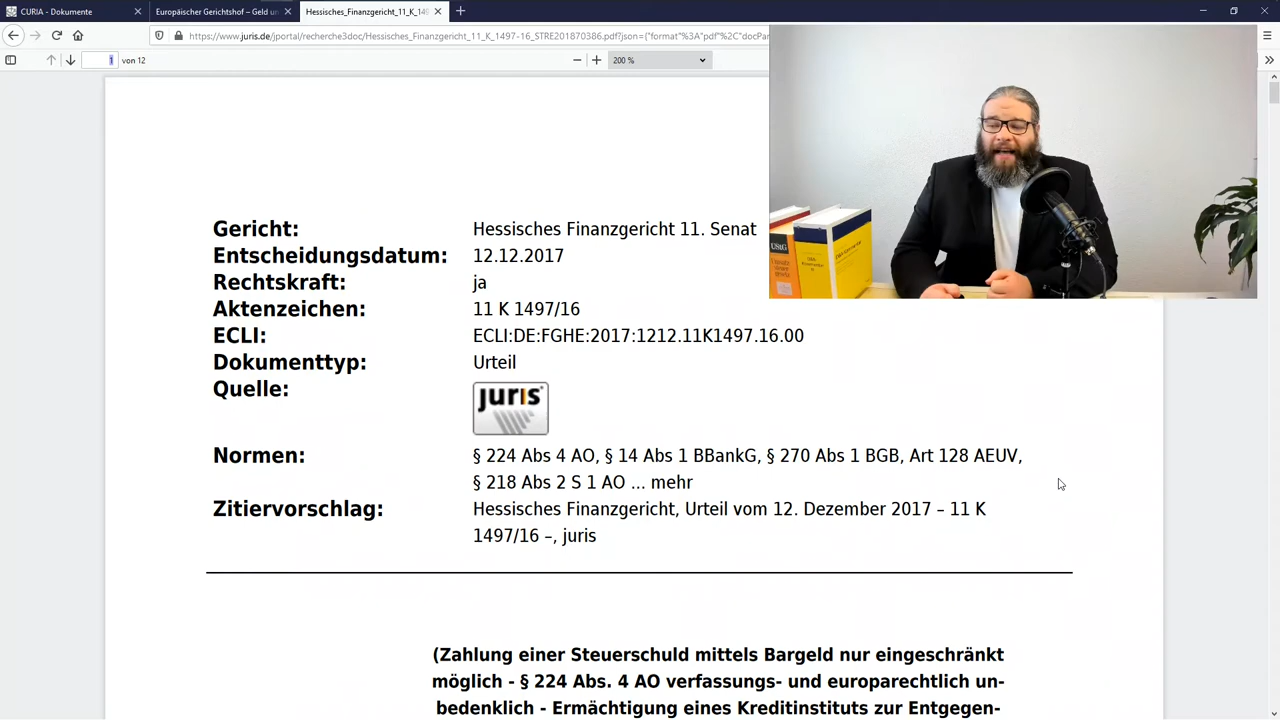 CURIA - Dokumente
Europäischer Gerichtshof – Geld un
Hessisches_Finanzgericht_11_K_149
https://www.juris.de/jportal/recherche3doc/Hessisches_Finanzgericht_11_K_1497-16_STRE201870386.pdf?json={"format"%3A"pdf"%2C"docPar
1 von 12
200 %
Gericht: Hessisches Finanzgericht 11. Senat
Entscheidungsdatum: 12.12.2017
Rechtskraft: ja
Aktenzeichen: 11 K 1497/16
ECLI: ECLI:DE:FGHE:2017:1212.11K1497.16.00
Dokumenttyp: Urteil
Quelle:
juris
Normen: § 224 Abs 4 AO, § 14 Abs 1 BBankG, § 270 Abs 1 BGB, Art 128 AEUV,
§ 218 Abs 2 S 1 AO ... mehr
Zitiervorschlag: Hessisches Finanzgericht, Urteil vom 12. Dezember 2017 – 11 K
1497/16 –, juris
(Zahlung einer Steuerschuld mittels Bargeld nur eingeschränkt
möglich - § 224 Abs. 4 AO verfassungs- und europarechtlich un-
bedenklich - Ermächtigung eines Kreditinstituts zur Entgegen-
UStG